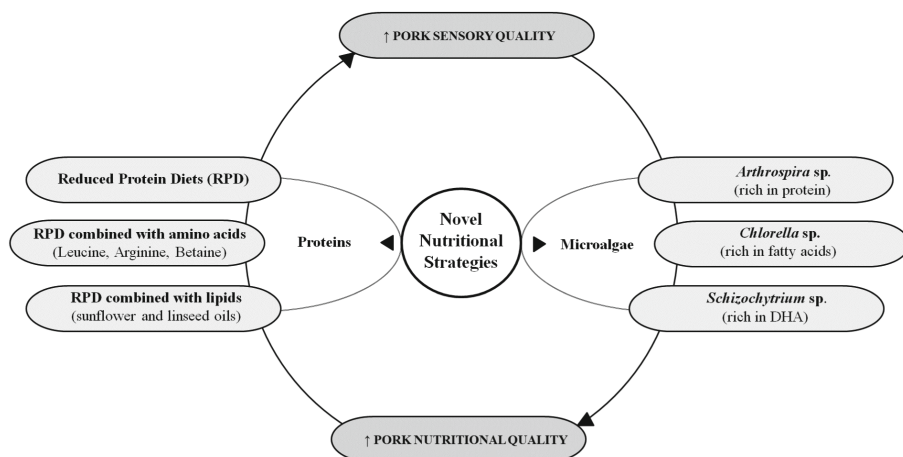 ↑ PORK SENSORY QUALITY
Reduced Protein Diets (RPD)
RPD combined with amino acids
(Leucine, Arginine, Betaine)
RPD combined with lipids
(sunflower and linseed oils)
Proteins
Novel
Nutritional
Strategies
Microalgae
Arthrospira sp.
(rich in protein)
Chlorella sp.
(rich in fatty acids)
Schizochytrium sp.
(rich in DHA)
↑ PORK NUTRITIONAL QUALITY